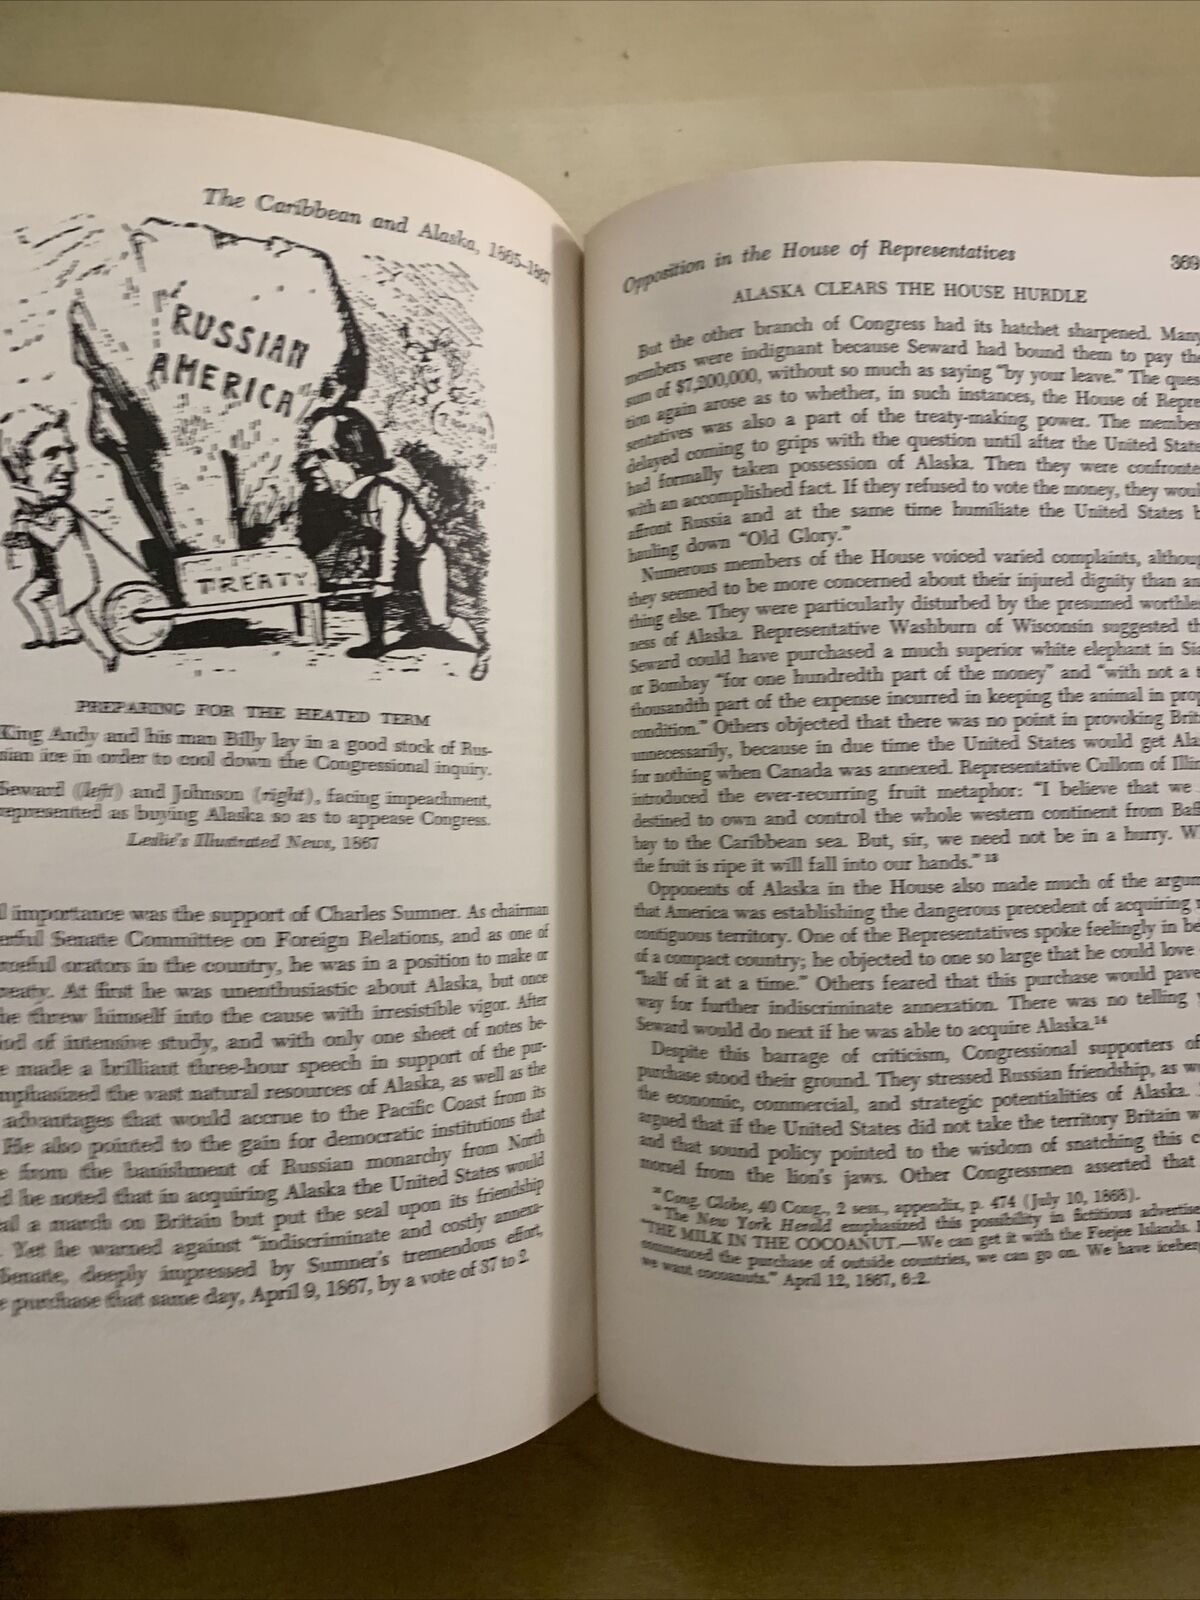 The Caribbean and Alaska, 1865–1867
RUSSIAN
AMERICA
TREATY
PREPARING FOR THE HEATED TERM
King Andy and his man Billy lay in a good stock of Rus-
sian ice in order to cool down the Congressional inquiry.
Seward (left) and Johnson (right), facing impeachment,
represented as buying Alaska so as to appease Congress.
Leslie's Illustrated News, 1867
l importance was the support of Charles Sumner. As chairman
erful Senate Committee on Foreign Relations, and as one of
orators in the country, he was in a position to make or
reaty. At first he was unenthusiastic about Alaska, but once
he threw himself into the cause with irresistible vigor. After
iod of intensive study, and with only one sheet of notes be-
e made a brilliant three-hour speech in support of the pur-
mphasized the vast natural resources of Alaska, as well as the
advantages that would accrue to the Pacific Coast from its
He also pointed to the gain for democratic institutions that
e from the banishment of Russian monarchy from North
d he noted that in acquiring Alaska the United States would
al a march on Britain but put the seal upon its friendship
. Yet he warned against "indiscriminate and costly annexa-
Senate, deeply impressed by Sumner's tremendous effort,
e purchase that same day, April 9, 1867, by a vote of 37 to 2.
Opposition in the House of Representatives 369
ALASKA CLEARS THE HOUSE HURDLE
But the other branch of Congress had its hatchet sharpened. Many
members were indignant because Seward had bound them to pay the
sum of $7,200,000, without so much as saying "by your leave." The ques
tion again arose as to whether, in such instances, the House of Repre
sentatives was also a part of the treaty-making power. The member
delayed coming to grips with the question until after the United State
had formally taken possession of Alaska. Then they were confronte
with an accomplished fact. If they refused to vote the money, they woul
affront Russia and at the same time humiliate the United States b
hauling down "Old Glory."
Numerous members of the House voiced varied complaints, althoug
they seemed to be more concerned about their injured dignity than an
thing else. They were particularly disturbed by the presumed worthles
ness of Alaska. Representative Washburn of Wisconsin suggested th
Seward could have purchased a much superior white elephant in Sia
or Bombay "for one hundredth part of the money" and "with not a t
thousandth part of the expense incurred in keeping the animal in prop
condition." Others objected that there was no point in provoking Brit
unnecessarily, because in due time the United States would get Ala
for nothing when Canada was annexed. Representative Cullom of Illin
introduced the ever-recurring fruit metaphor: "I believe that we
destined to own and control the whole western continent from Baff
bay to the Caribbean sea. But, sir, we need not be in a hurry. W
the fruit is ripe it will fall into our hands." 13
Opponents of Alaska in the House also made much of the argum
that America was establishing the dangerous precedent of acquiring
contiguous territory. One of the Representatives spoke feelingly in be
of a compact country; he objected to one so large that he could love
"half of it at a time." Others feared that this purchase would pave
way for further indiscriminate annexation. There was no telling
Seward would do next if he was able to acquire Alaska.14
Despite this barrage of criticism, Congressional supporters of
purchase stood their ground. They stressed Russian friendship, as w
the economic, commercial, and strategic potentialities of Alaska.
argued that if the United States did not take the territory Britain w
and that sound policy pointed to the wisdom of snatching this c
morsel from the lion's jaws. Other Congressmen asserted that
13 Cong. Globe, 40 Cong., 2 sess., appendix, p. 474 (July 10, 1868).
14 The New York Herald emphasized this possibility in fictitious advertise
"THE MILK IN THE COCOANUT.—We can get it with the Feejee Islands.
commenced the purchase of outside countries, we can go on. We have iceberg
we want cocoanuts." April 12, 1867, 6:2.